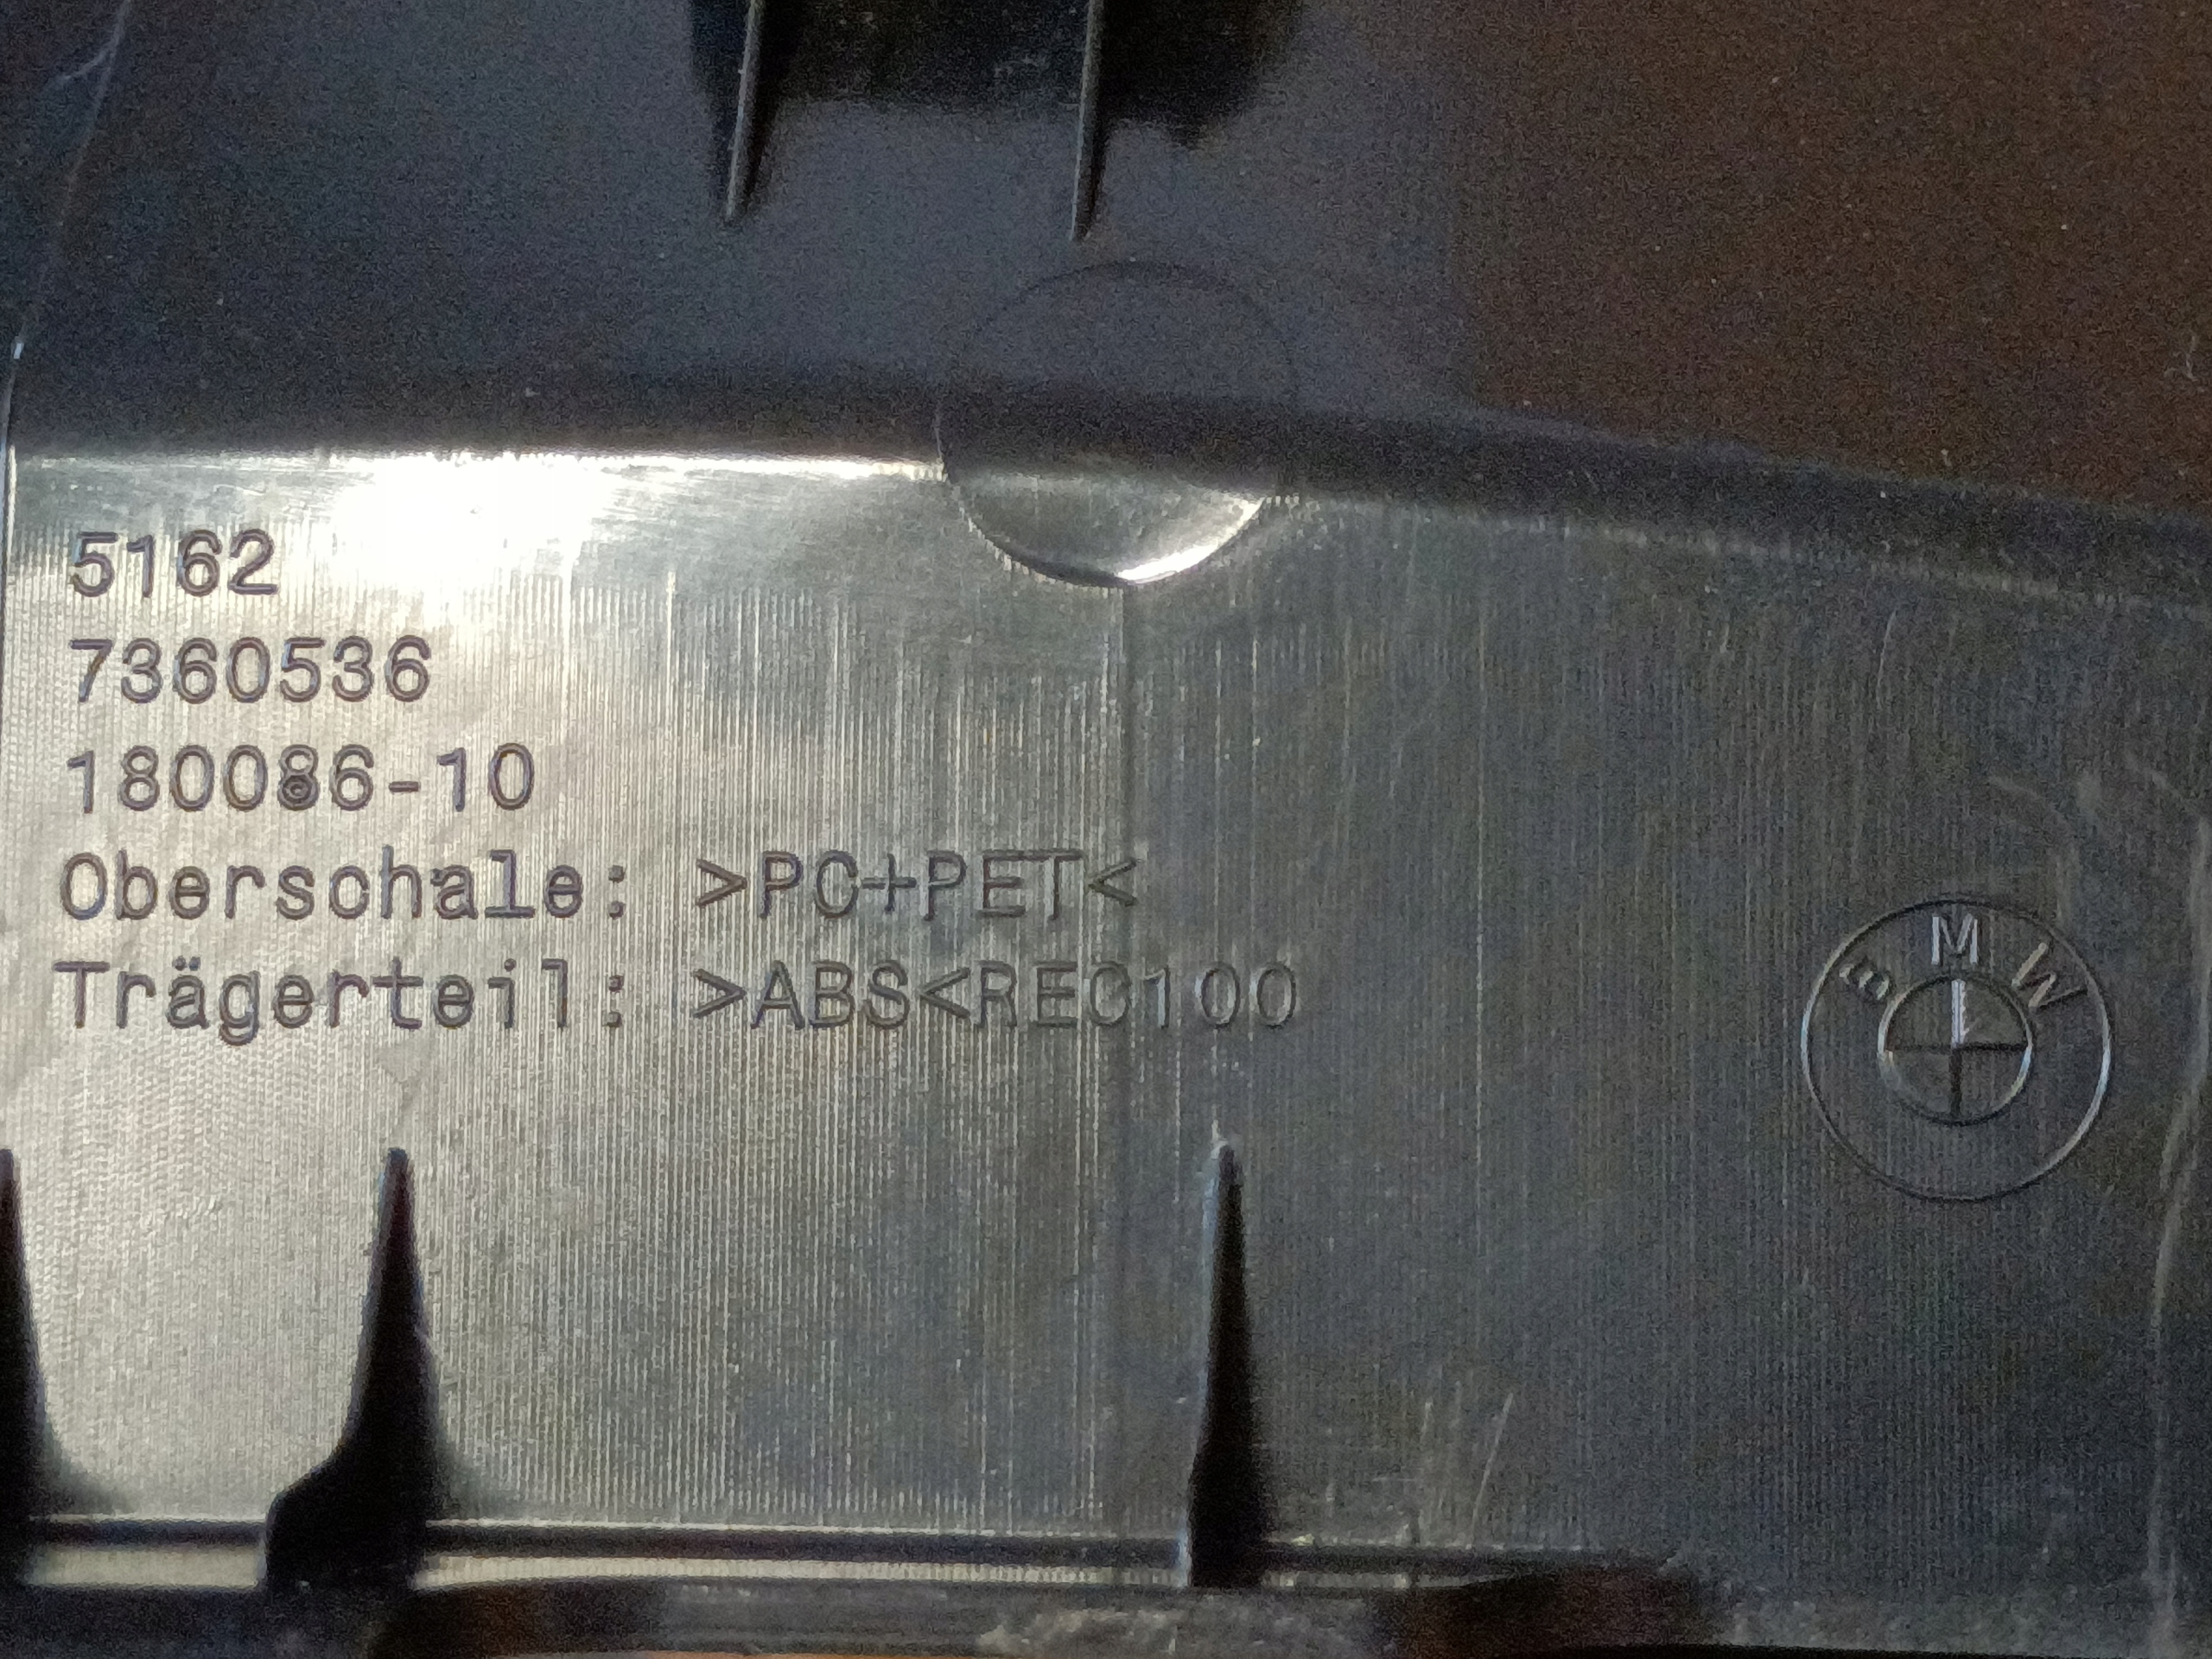 5162
7360536
180086-10
Oberschale: >PC+PET<
Trägerteil: >ABS<REC100
BMW